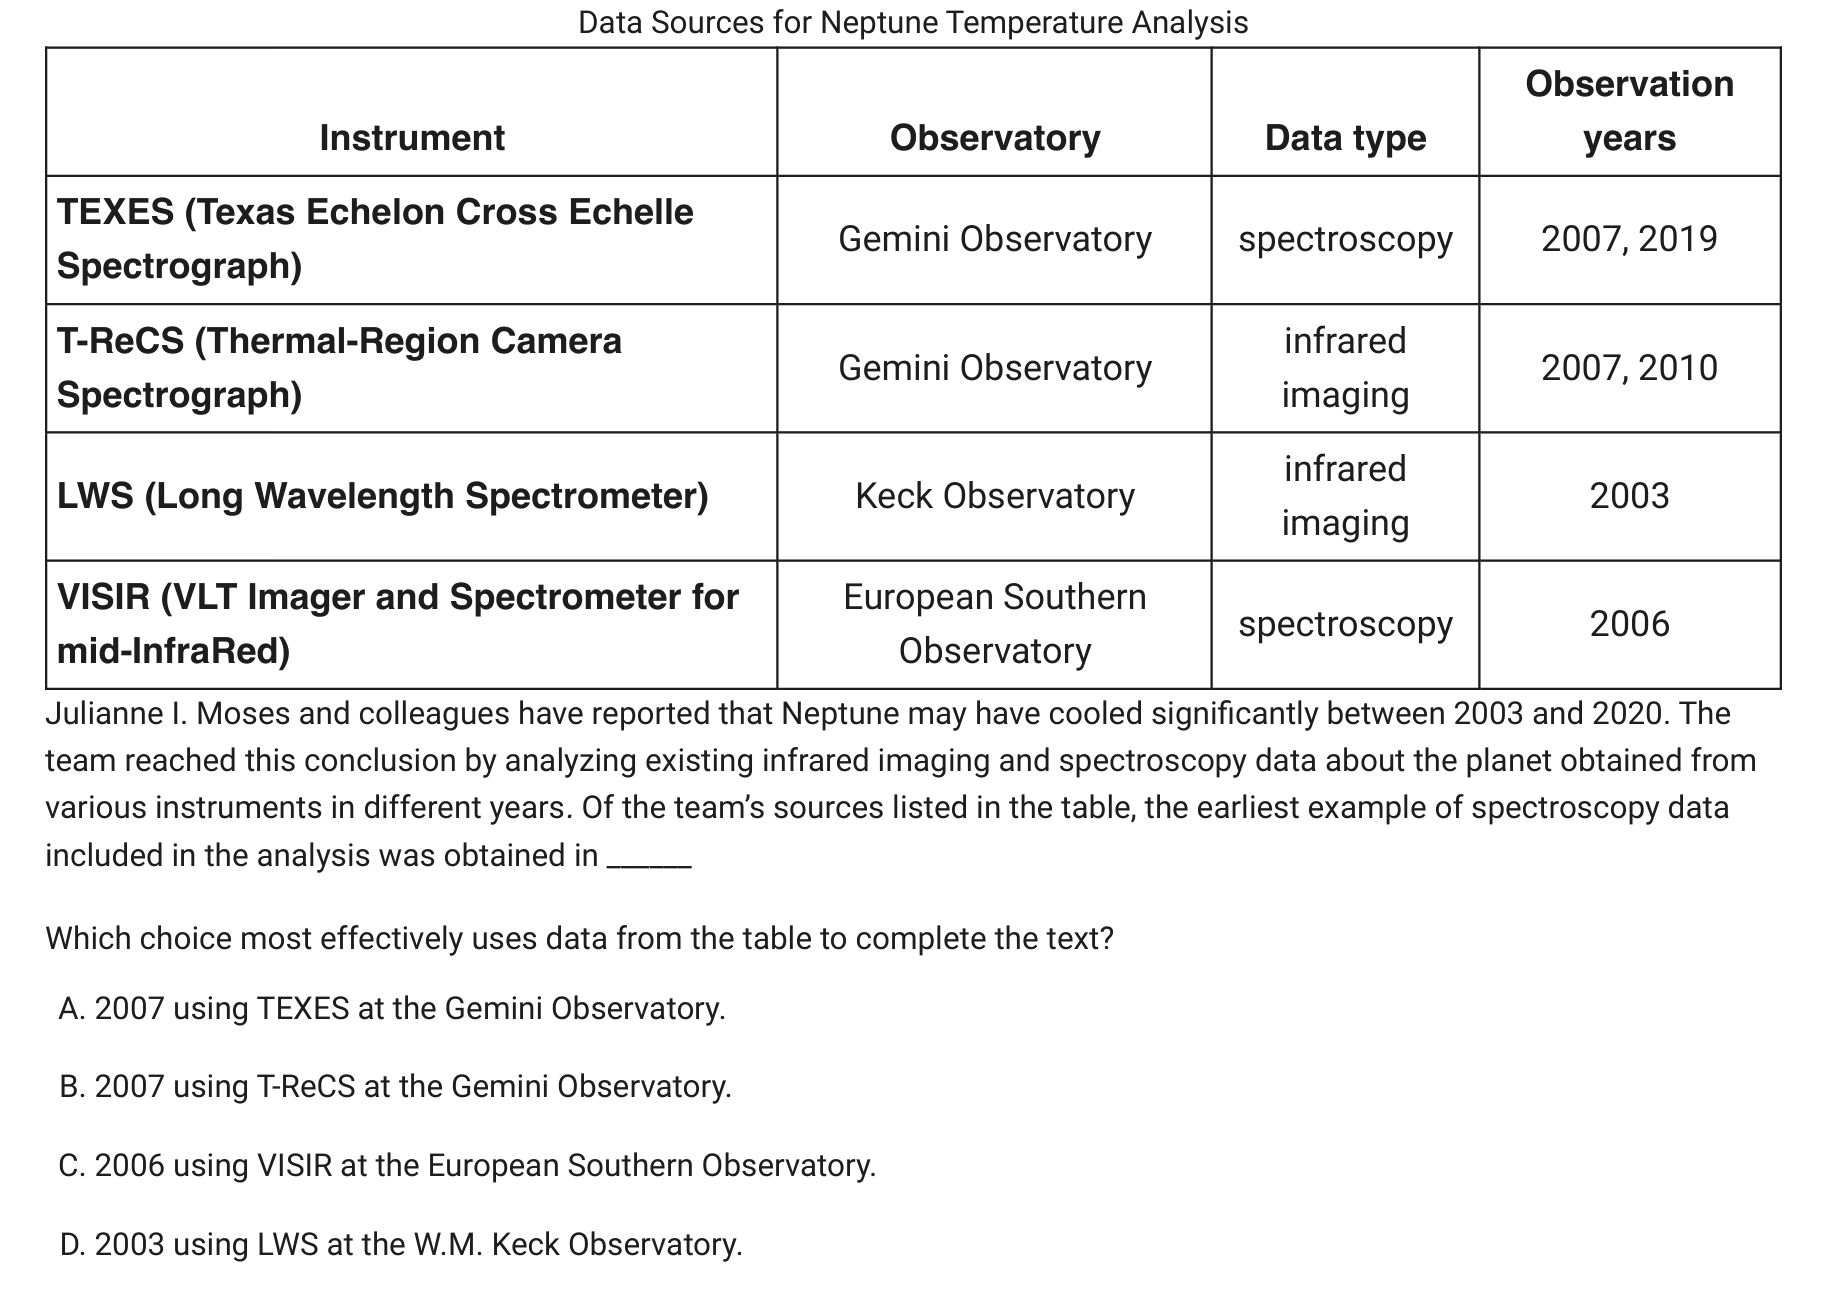 Data Sources for Neptune Temperature Analysis
Observation
Instrument Observatory Data type years
TEXES (Texas Echelon Cross Echelle
Spectrograph)
Gemini Observatory spectroscopy 2007, 2019
T-ReCS (Thermal-Region Camera
Spectrograph)
Gemini Observatory
infrared
imaging
2007, 2010
LWS (Long Wavelength Spectrometer)
Keck Observatory
infrared
imaging
2003
VISIR (VLT Imager and Spectrometer for
mid-InfraRed)
European Southern
Observatory
spectroscopy
2006
Julianne I. Moses and colleagues have reported that Neptune may have cooled significantly between 2003 and 2020. The
team reached this conclusion by analyzing existing infrared imaging and spectroscopy data about the planet obtained from
various instruments in different years. Of the team’s sources listed in the table, the earliest example of spectroscopy data
included in the analysis was obtained in ______
Which choice most effectively uses data from the table to complete the text?
A. 2007 using TEXES at the Gemini Observatory.
B. 2007 using T-ReCS at the Gemini Observatory.
C. 2006 using VISIR at the European Southern Observatory.
D. 2003 using LWS at the W.M. Keck Observatory.